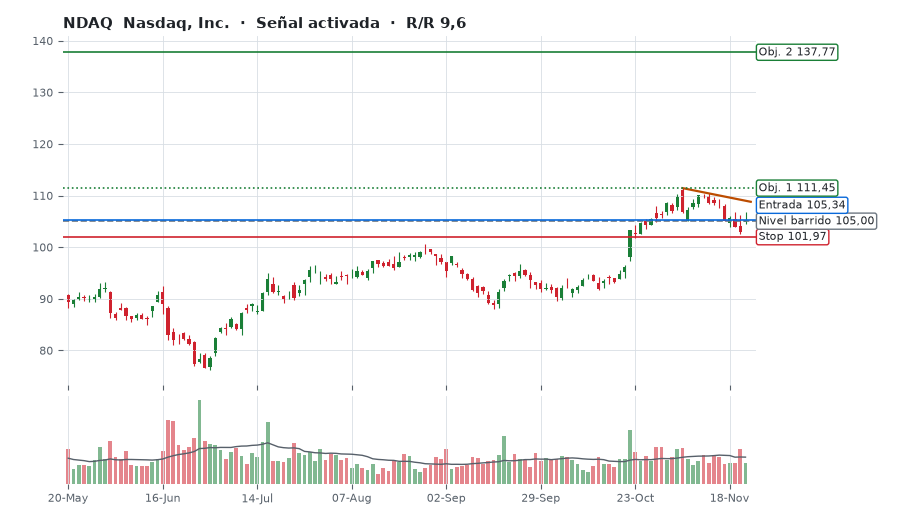 NDAQ  Nasdaq, Inc.  ·  Señal activada  ·  R/R 9,6
140
130
120
110
100
90
80
Obj. 2 137,77
Obj. 1 111,45
Entrada 105,34
Nivel barrido 105,00
Stop 101,97
20-May
16-Jun
14-Jul
07-Aug
02-Sep
29-Sep
23-Oct
18-Nov